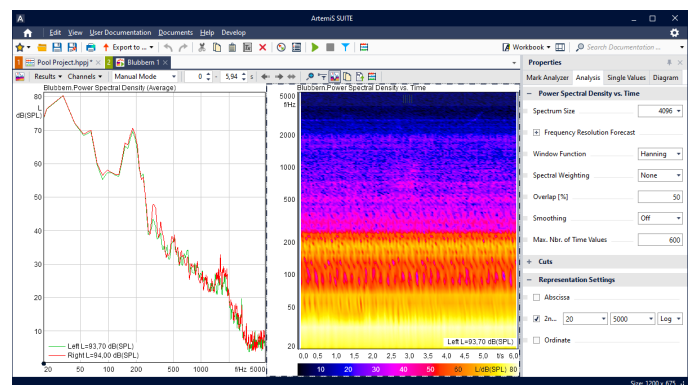 ArtemiS SUITE
Edit View User Documentation Documents Help Develop
Export to ... Workbook Search Documentation ...
1 Pool Project.hppj* × 2 Blubbern 1 ×
Results Channels Manual Mode 0 - 5,94 s
Properties
Mark Analyzer Analysis Single Values Diagram
Blubbern.Power Spectral Density (Average)
80
L
dB(SPL)
70
60
50
40
30
20
10
Left L=93,70 dB(SPL)
Right L=94,00 dB(SPL)
20 50 100 200 500 1000 f/Hz 5000
Blubbern.Power Spectral Density vs. Time
5000
f/Hz
2000
1000
500
200
100
50
20
Left L=93,70 dB(SPL)
0,0 0,5 1,0 1,5 2,0 2,5 3,0 3,5 4,0 4,5 5,0 t/s 6,0
10 20 30 40 50 60 L/dB(SPL) 80
Power Spectral Density vs. Time
Spectrum Size 4096
Frequency Resolution Forecast
Window Function Hanning
Spectral Weighting None
Overlap [%] 50
Smoothing Off
Max. Nbr. of Time Values 600
Cuts
Representation Settings
Abscissa
2n... 20 5000 Log
Ordinate
Size: 1200 x 675